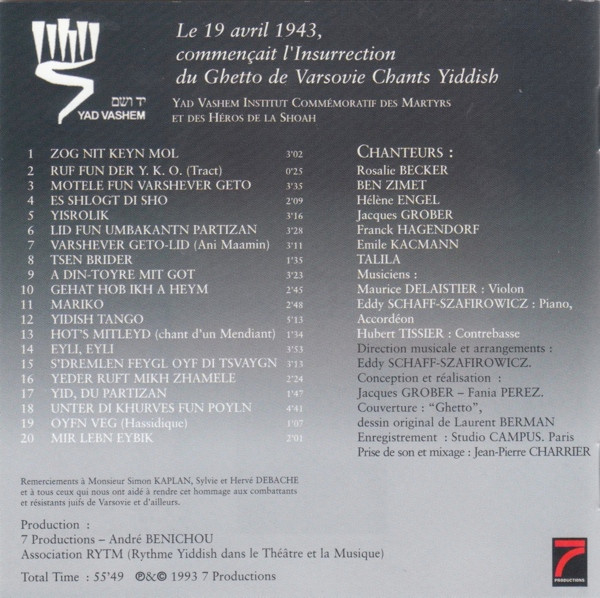 Le 19 avril 1943,
commençait l'Insurrection
du Ghetto de Varsovie Chants Yiddish
יד ושם
YAD VASHEM
YAD VASHEM INSTITUT COMMÉMORATIF DES MARTYRS
ET DES HÉROS DE LA SHOAH
1 ZOG NIT KEYN MOL 3'02
2 RUF FUN DER Y. K. O. (Tract) 0'25
3 MOTELE FUN VARSHEVER GETO 3'35
4 ES SHLOGT DI SHO 2'09
5 YISROLIK 3'16
6 LID FUN UMBAKANTN PARTIZAN 3'28
7 VARSHEVER GETO-LID (Ani Maamin) 3'11
8 TSEN BRIDER 1'35
9 A DIN-TOYRE MIT GOT 3'23
10 GEHAT HOB IKH A HEYM 2'45
11 MARIKO 2'48
12 YIDISH TANGO 5'13
13 HOT'S MITLEYD (chant d'un Mendiant) 1'34
14 EYLI, EYLI 3'53
15 S'DREMLEN FEYGL OYF DI TSVAYGN 3'13
16 YEDER RUFT MIKH ZHAMELE 2'24
17 YID, DU PARTIZAN 1'47
18 UNTER DI KHURVES FUN POYLN 4'41
19 OYFN VEG (Hassidique) 1'07
20 MIR LEBN EYBIK 2'01
CHANTEURS :
Rosalie BECKER
BEN ZIMET
Hélène ENGEL
Jacques GROBER
Franck HAGENDORF
Emile KACMANN
TALILA
Musiciens :
Maurice DELAISTIER : Violon
Eddy SCHAFF-SZAFIROWICZ : Piano,
Accordéon
Hubert TISSIER : Contrebasse
Direction musicale et arrangements :
Eddy SCHAFF-SZAFIROWICZ.
Conception et réalisation :
Jacques GROBER – Fania PEREZ.
Couverture : “Ghetto”,
dessin original de Laurent BERMAN
Enregistrement : Studio CAMPUS. Paris
Prise de son et mixage : Jean-Pierre CHARRIER
Remerciements à Monsieur Simon KAPLAN, Sylvie et Hervé DEBACHE
et à tous ceux qui nous ont aidé à rendre cet hommage aux combattants
et résistants juifs de Varsovie et d'ailleurs.
Production :
7 Productions – André BENICHOU
Association RYTM (Rythme Yiddish dans le Théâtre et la Musique)
Total Time : 55'49 ℗&© 1993 7 Productions
7
PRODUCTIONS